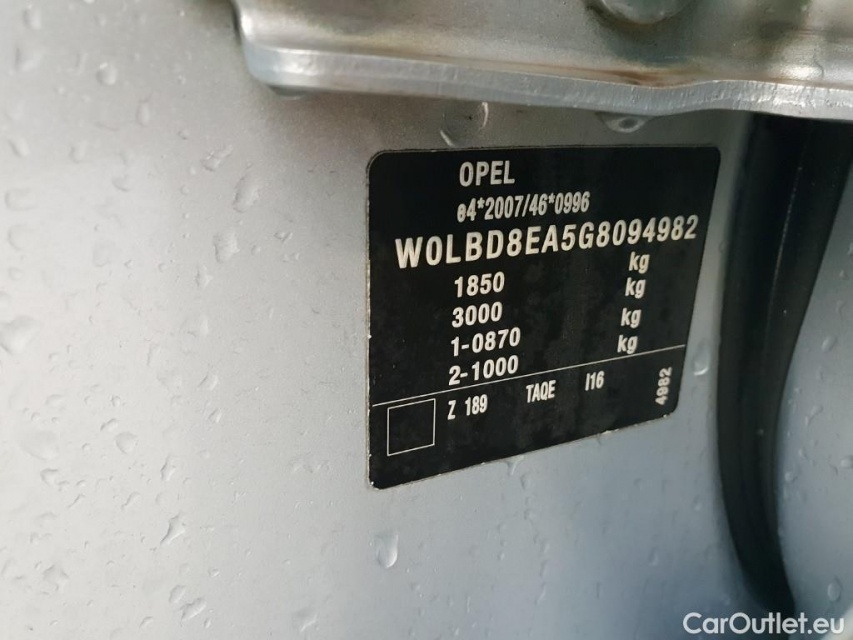 OPEL
e4*2007/46*0996
W0LBD8EA5G8094982
1850 kg
3000 kg
1-0870 kg
2-1000 kg
Z 189 TAQE I16
4982
CarOutlet.eu